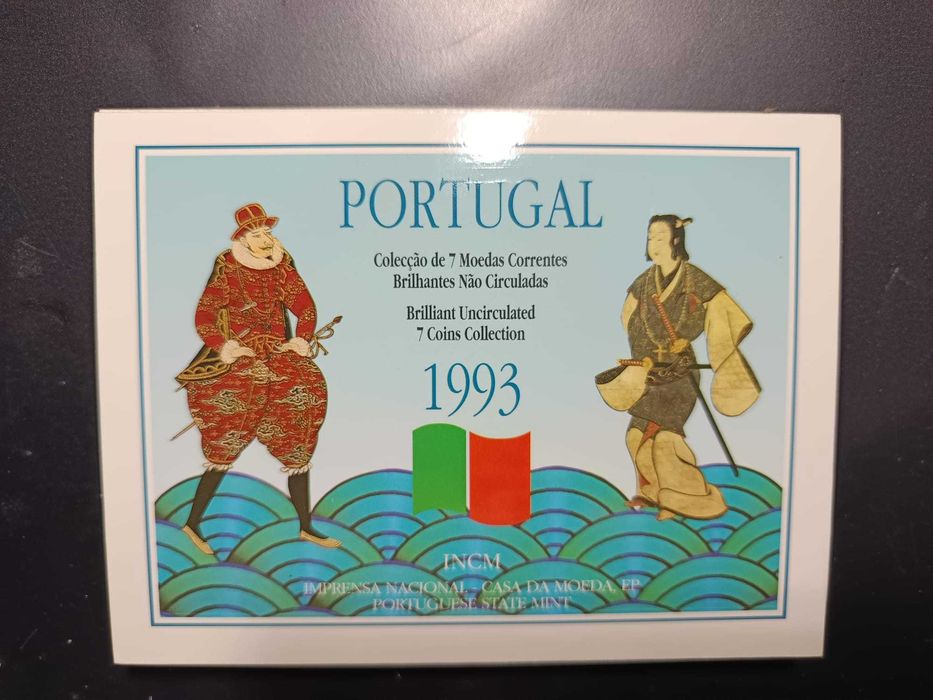 PORTUGAL
Colecção de 7 Moedas Correntes
Brilhantes Não Circuladas
Brilliant Uncirculated
7 Coins Collection
1993
INCM
IMPRENSA NACIONAL - CASA DA MOEDA, EP
PORTUGUESE STATE MINT